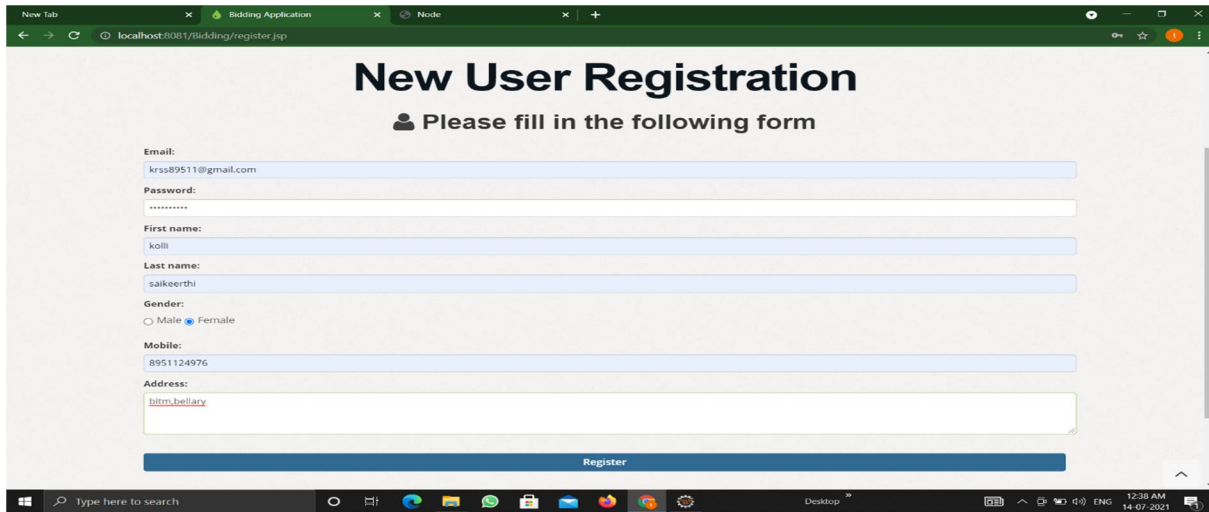 New Tab
Bidding Application
Node
localhost:8081/Bidding/register.jsp
1
New User Registration
Please fill in the following form
Email:
krss89511@gmail.com
Password:
••••••••••
First name:
kolli
Last name:
saikeerthi
Gender:
Male Female
Mobile:
8951124976
Address:
bitm,bellary
Register
Type here to search
Desktop
ENG
12:38 AM
14-07-2021